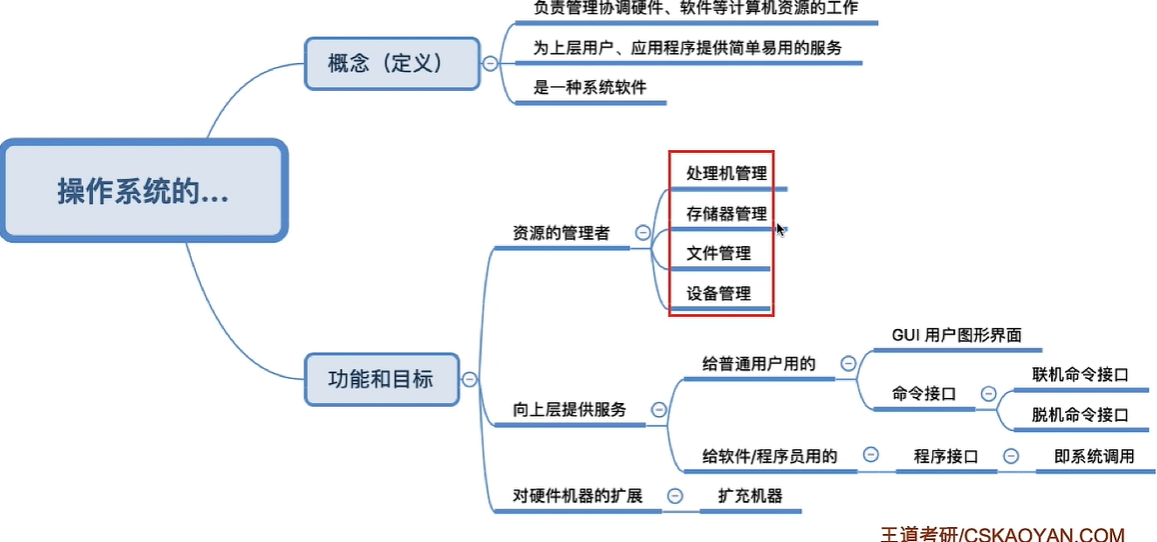 负责管理协调硬件、软件等计算机资源的工作
概念（定义）
为上层用户、应用程序提供简单易用的服务
是一种系统软件
操作系统的...
资源的管理者
处理机管理
存储器管理
文件管理
设备管理
功能和目标
向上层提供服务
给普通用户用的
GUI 用户图形界面
命令接口
联机命令接口
脱机命令接口
给软件/程序员用的
程序接口
即系统调用
对硬件机器的扩展
扩充机器
王道考研/CSKAOYAN.COM